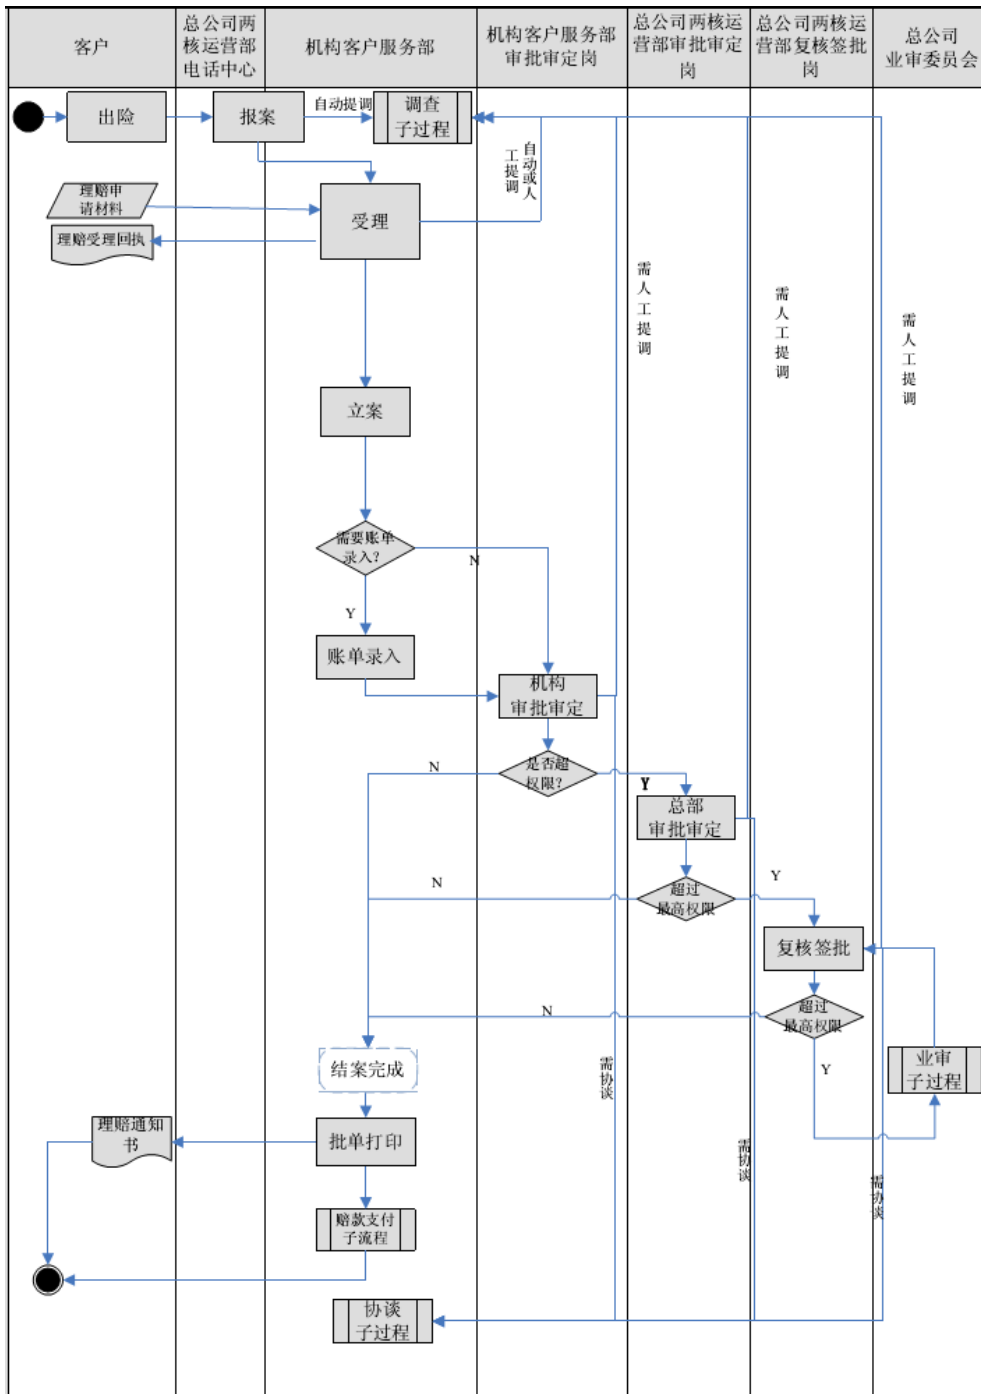 客户
总公司两
核运营部
电话中心
机构客户服务部
机构客户服务部
审批审定岗
总公司两核运
营部审批审定
岗
总公司两核运
营部复核签批
岗
总公司
业审委员会
出险
报案
自动提调
调查
子过程
自动或人
工提调
理赔申
请材料
受理
理赔受理回执
需人工提调
需人工提调
需人工提调
立案
需要账单
录入?
N
Y
账单录入
机构
审批审定
是否超
权限?
N
Y
总部
审批审定
超过
最高权限
N
Y
复核签批
超过
最高权限
N
Y
业审
子过程
结案完成
需协谈
理赔通知
书
批单打印
需协谈
需协谈
赔款支付
子流程
协谈
子过程